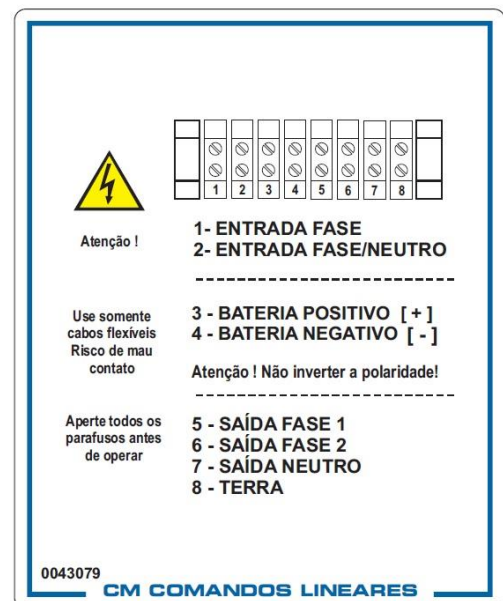 1 2 3 4 5 6 7 8
Atenção !
1- ENTRADA FASE
2- ENTRADA FASE/NEUTRO
Use somente
cabos flexíveis
Risco de mau
contato
3 - BATERIA POSITIVO [ + ]
4 - BATERIA NEGATIVO [ - ]
Atenção ! Não inverter a polaridade!
Aperte todos os
parafusos antes
de operar
5 - SAÍDA FASE 1
6 - SAÍDA FASE 2
7 - SAÍDA NEUTRO
8 - TERRA
0043079
CM COMANDOS LINEARES